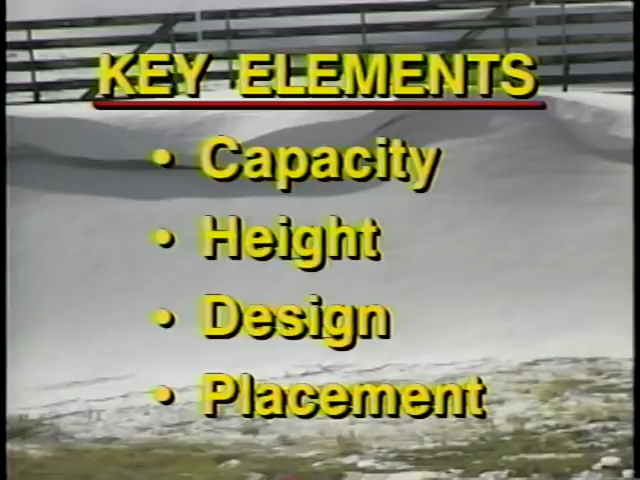 KEY ELEMENTS
• Capacity
• Height
• Design
• Placement